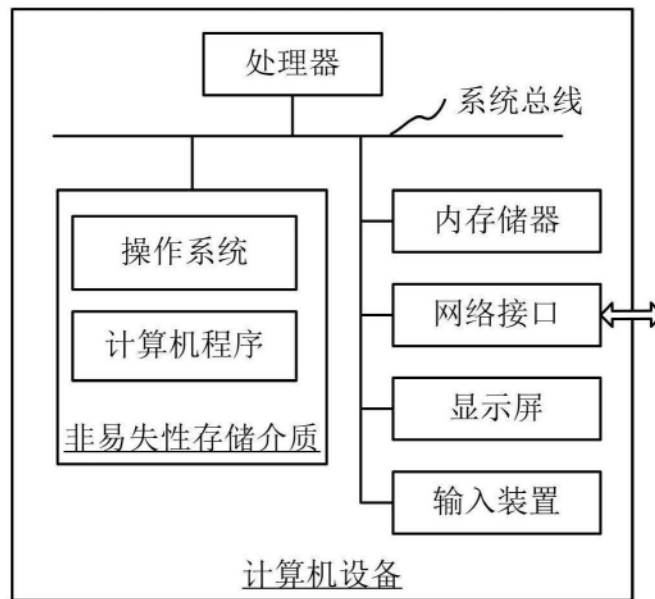 处理器
系统总线
操作系统
计算机程序
非易失性存储介质
内存储器
网络接口
显示屏
输入装置
计算机设备